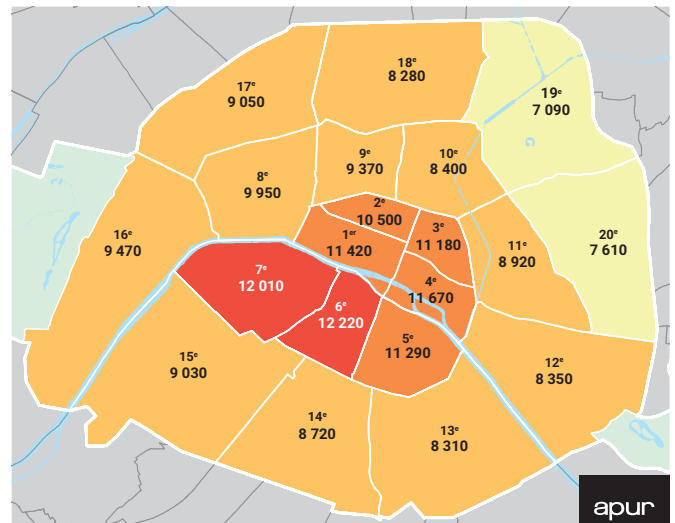 18e
8 280
17e
9 050
19e
7 090
9e
9 370
10e
8 400
8e
9 950
2e
10 500
1er
11 420
3e
11 180
16e
9 470
20e
7 610
11e
8 920
7e
12 010
4e
11 670
6e
12 220
5e
11 290
15e
9 030
12e
8 350
14e
8 720
13e
8 310
apur